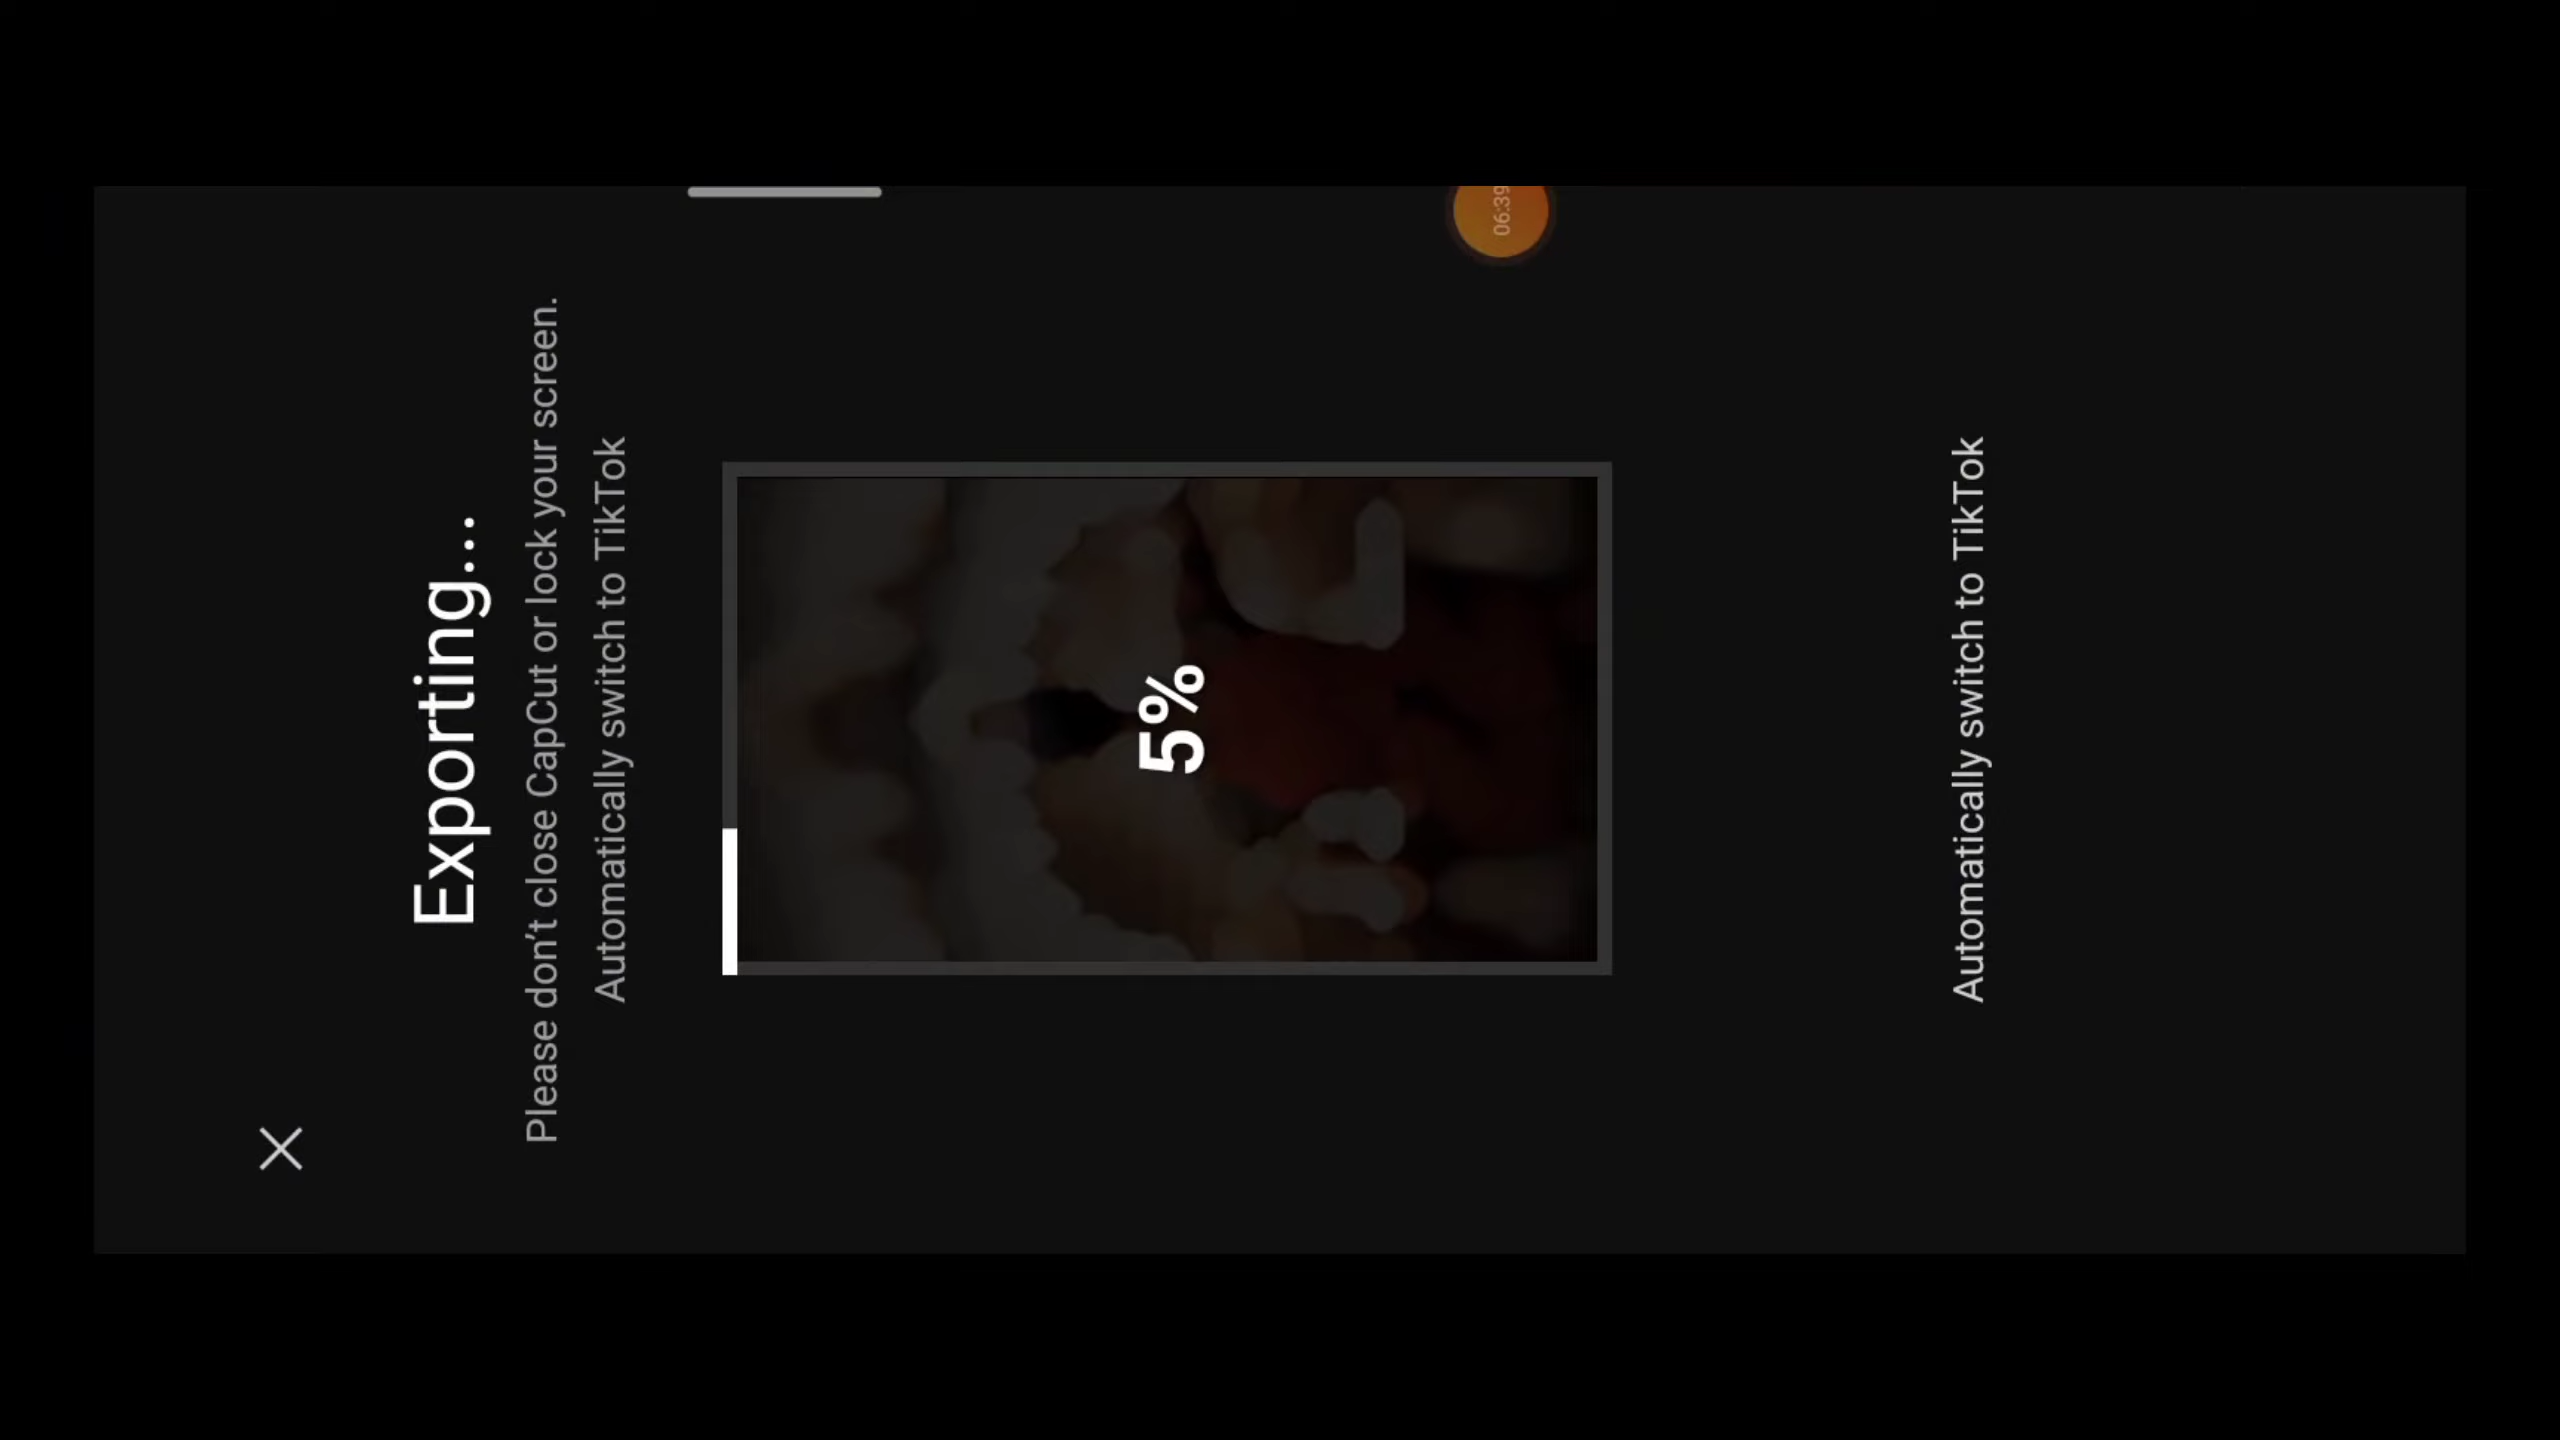 Exporting...
Please don't close CapCut or lock your screen.
Automatically switch to TikTok
5%
06:39
Automatically switch to TikTok